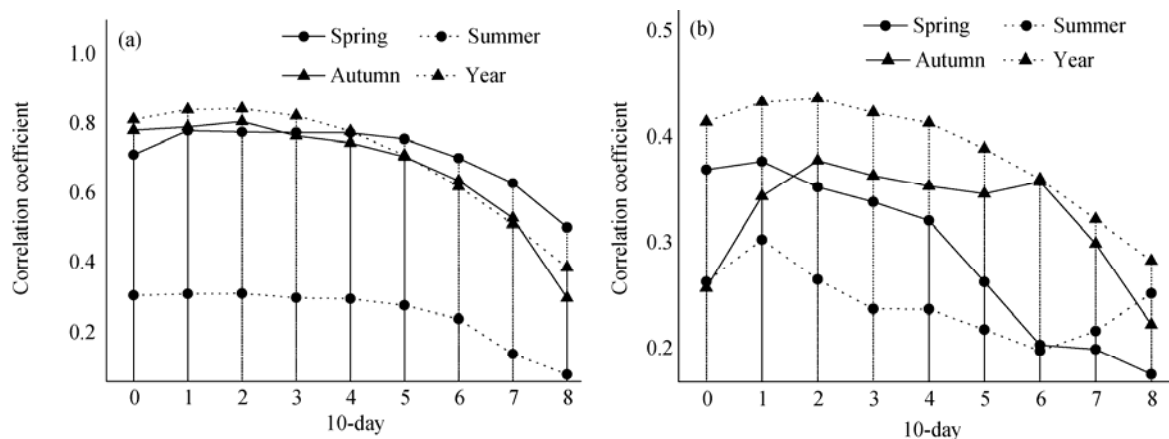 (a)
Spring
Summer
Autumn
Year
Correlation coefficient
1.0
0.8
0.6
0.4
0.2
0 1 2 3 4 5 6 7 8
10-day
(b)
Spring
Summer
Autumn
Year
Correlation coefficient
0.5
0.4
0.3
0.2
0 1 2 3 4 5 6 7 8
10-day